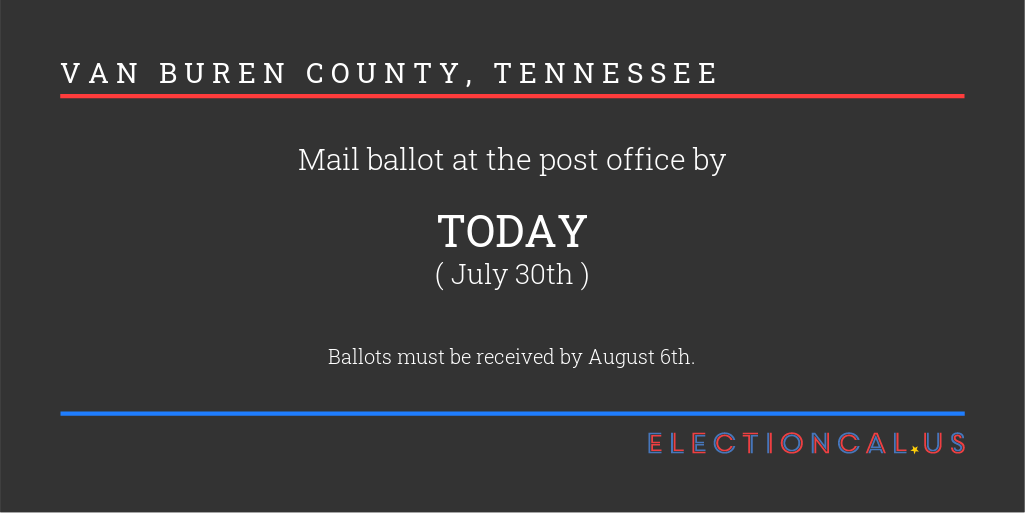 VAN BUREN COUNTY, TENNESSEE
Mail ballot at the post office by
TODAY
( July 30th )
Ballots must be received by August 6th.
ELECTIONCAL.US